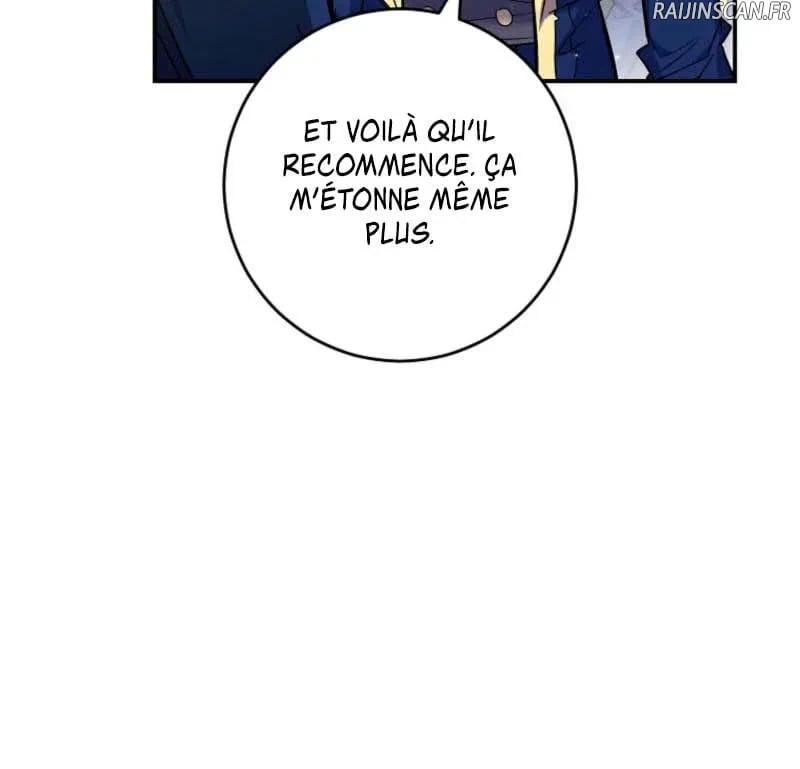 RAIJINSCAN.FR
ET VOILÀ QU'IL
RECOMMENCE. ÇA
M'ÉTONNE MÊME
PLUS.